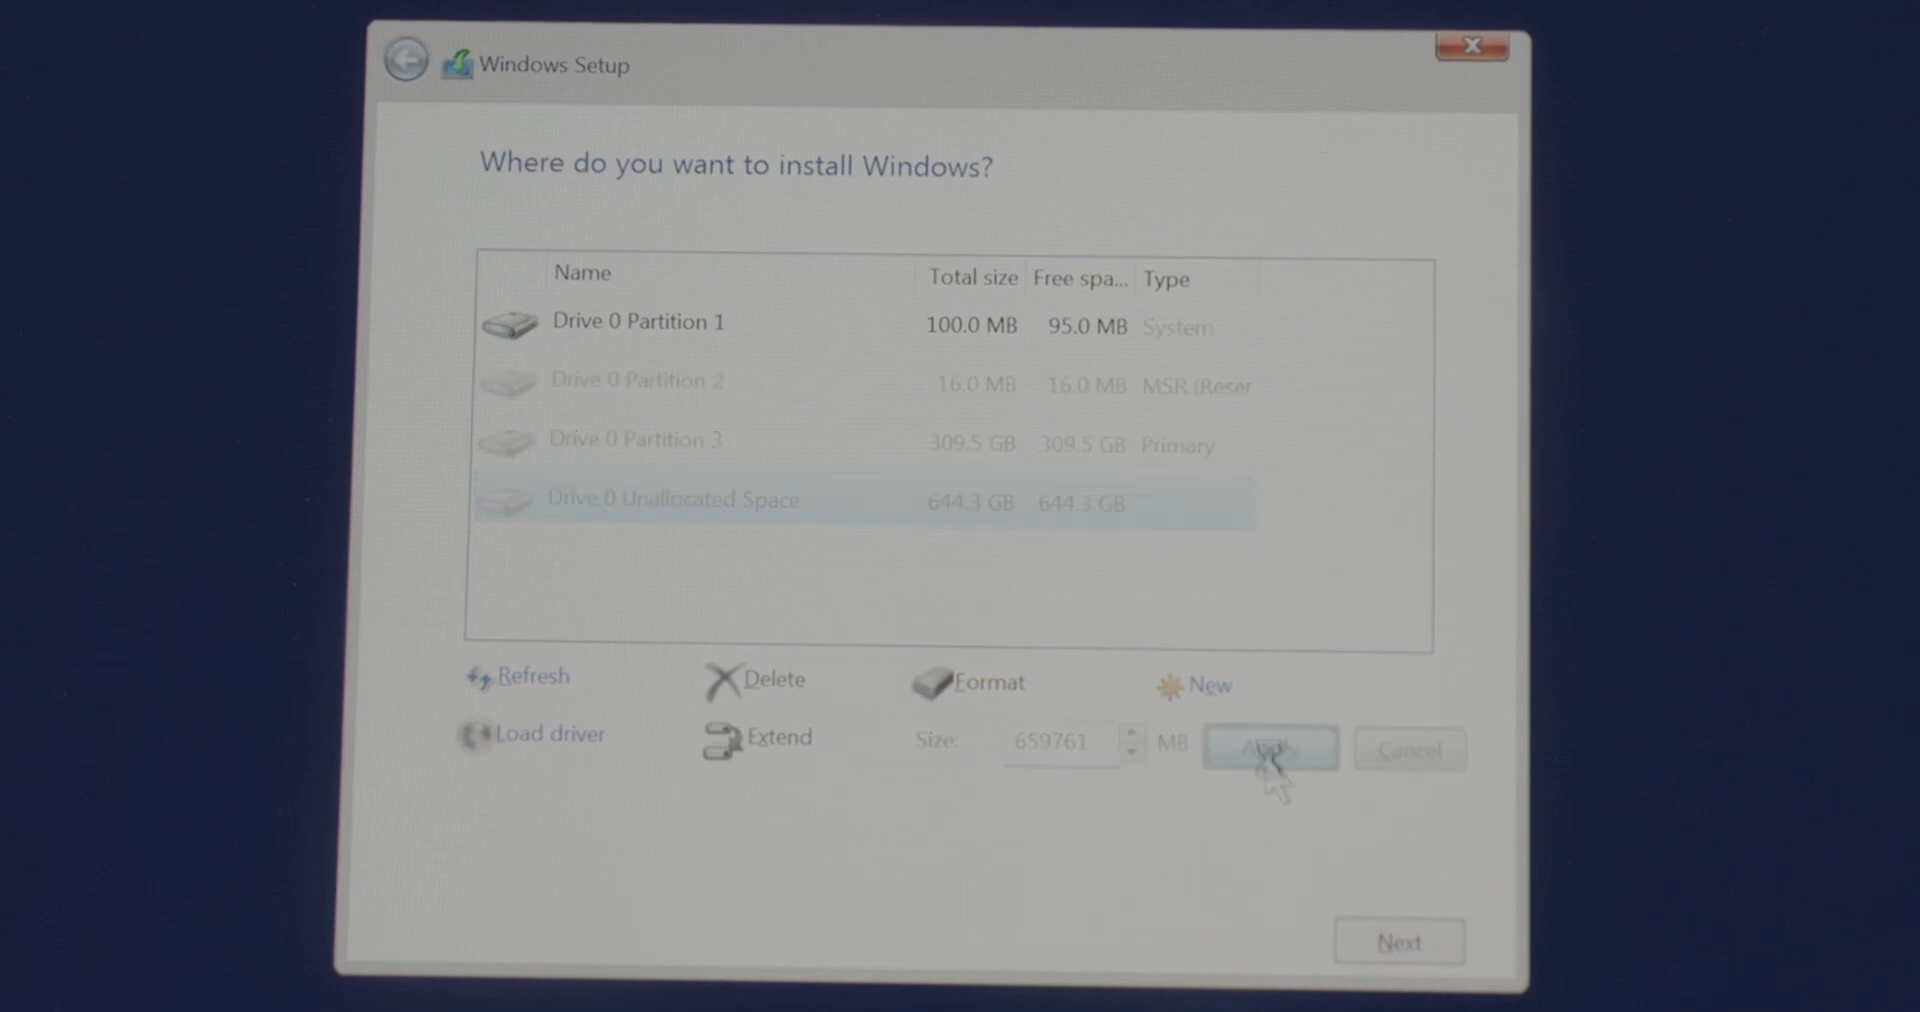 Windows Setup
Where do you want to install Windows?
Name Total size Free spa... Type
Drive 0 Partition 1 100.0 MB 95.0 MB System
Drive 0 Partition 2 16.0 MB 16.0 MB MSR (Reser
Drive 0 Partition 3 309.5 GB 309.5 GB Primary
Drive 0 Unallocated Space 644.3 GB 644.3 GB
Refresh Delete Format New
Load driver Extend Size: 659761 MB Apply Cancel
Next